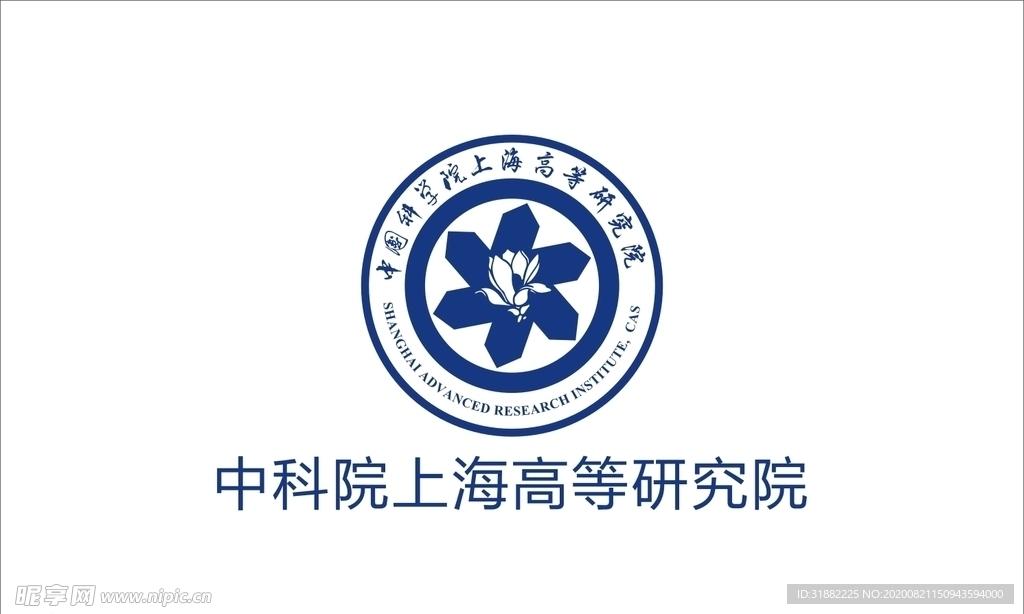 中国科学院上海高等研究院
SHANGHAI ADVANCED RESEARCH INSTITUTE, CAS
中科院上海高等研究院
昵享网 www.nipic.cn
ID:31882225 NO:20200821150943594000